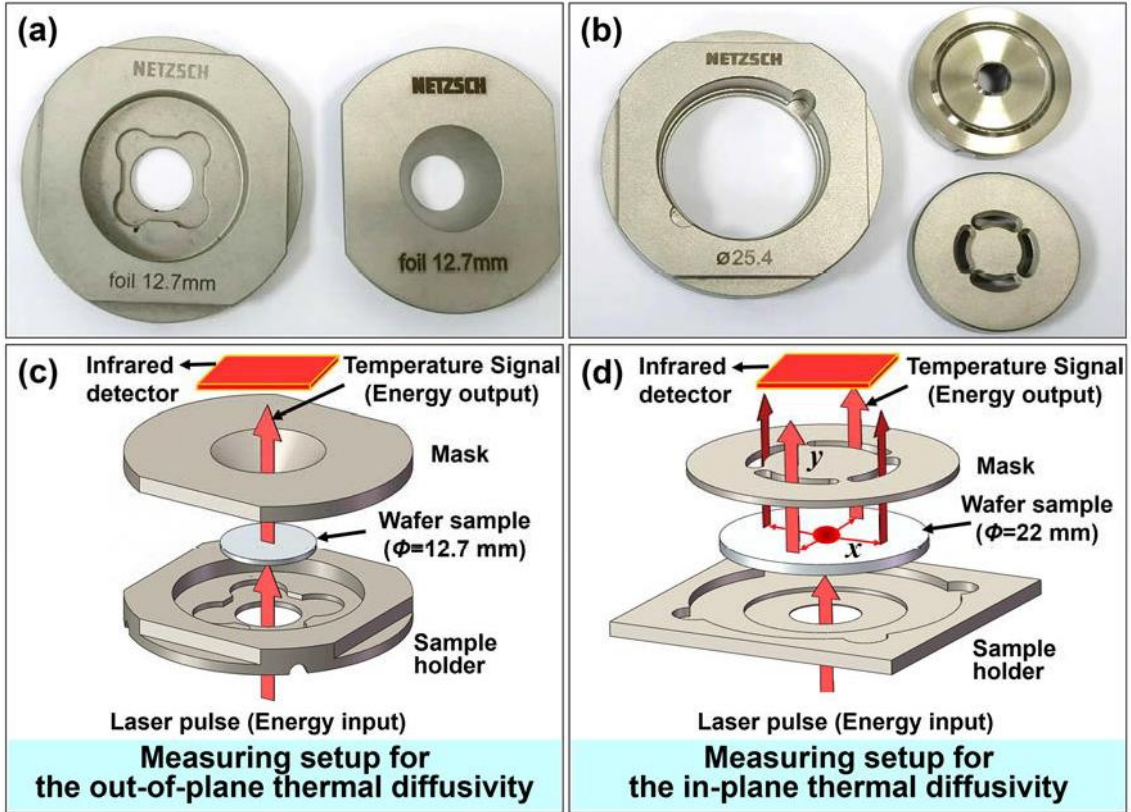 (a)
NETZSCH
foil 12.7mm
NETZSCH
foil 12.7mm
(b)
NETZSCH
ø25.4
(c)
Infrared
detector
Temperature Signal
(Energy output)
Mask
Wafer sample
(Φ=12.7 mm)
Sample
holder
Laser pulse (Energy input)
Measuring setup for
the out-of-plane thermal diffusivity
(d)
Infrared
detector
Temperature Signal
(Energy output)
y
Mask
Wafer sample
(Φ=22 mm)
x
Sample
holder
Laser pulse (Energy input)
Measuring setup for
the in-plane thermal diffusivity